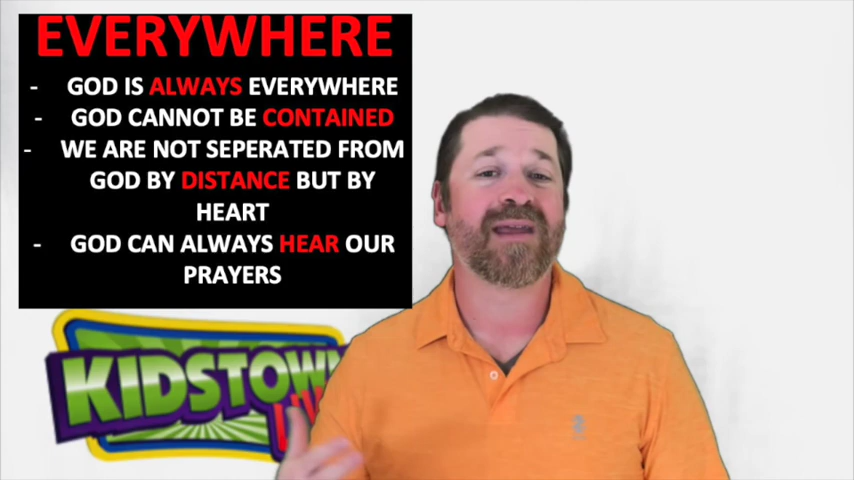 EVERYWHERE
- GOD IS ALWAYS EVERYWHERE
- GOD CANNOT BE CONTAINED
- WE ARE NOT SEPERATED FROM
GOD BY DISTANCE BUT BY
HEART
- GOD CAN ALWAYS HEAR OUR
PRAYERS
KIDSTOWN